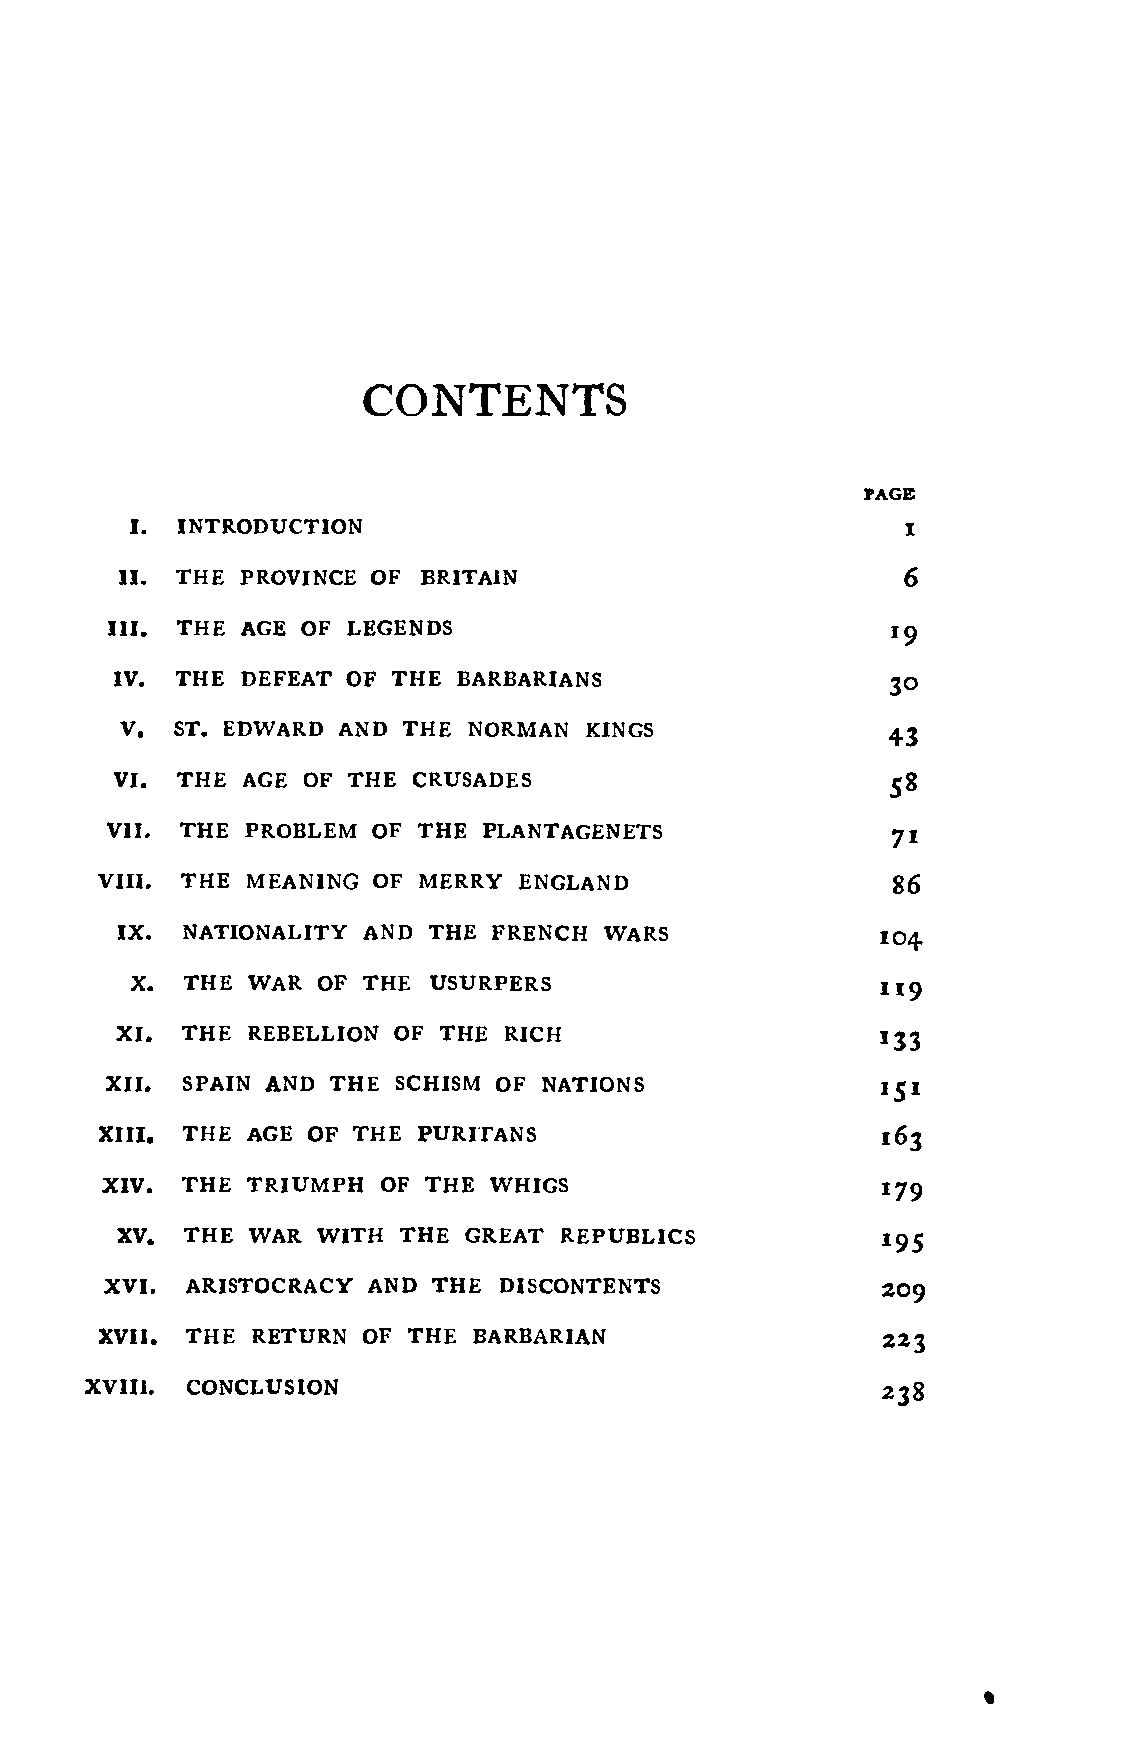 CONTENTS
PAGE
I. INTRODUCTION 1
II. THE PROVINCE OF BRITAIN 6
III. THE AGE OF LEGENDS 19
IV. THE DEFEAT OF THE BARBARIANS 30
V. ST. EDWARD AND THE NORMAN KINGS 43
VI. THE AGE OF THE CRUSADES 58
VII. THE PROBLEM OF THE PLANTAGENETS 71
VIII. THE MEANING OF MERRY ENGLAND 86
IX. NATIONALITY AND THE FRENCH WARS 104
X. THE WAR OF THE USURPERS 119
XI. THE REBELLION OF THE RICH 133
XII. SPAIN AND THE SCHISM OF NATIONS 151
XIII. THE AGE OF THE PURITANS 163
XIV. THE TRIUMPH OF THE WHIGS 179
XV. THE WAR WITH THE GREAT REPUBLICS 195
XVI. ARISTOCRACY AND THE DISCONTENTS 209
XVII. THE RETURN OF THE BARBARIAN 223
XVIII. CONCLUSION 238